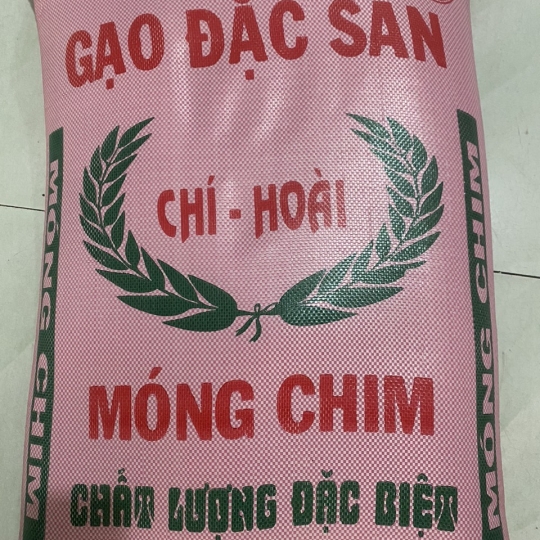 GẠO ĐẶC SẢN
CHÍ - HOÀI
MÓNG CHIM
CHẤT LƯỢNG ĐẶC BIỆT
MÓNG CHIM
MÓNG CHIM